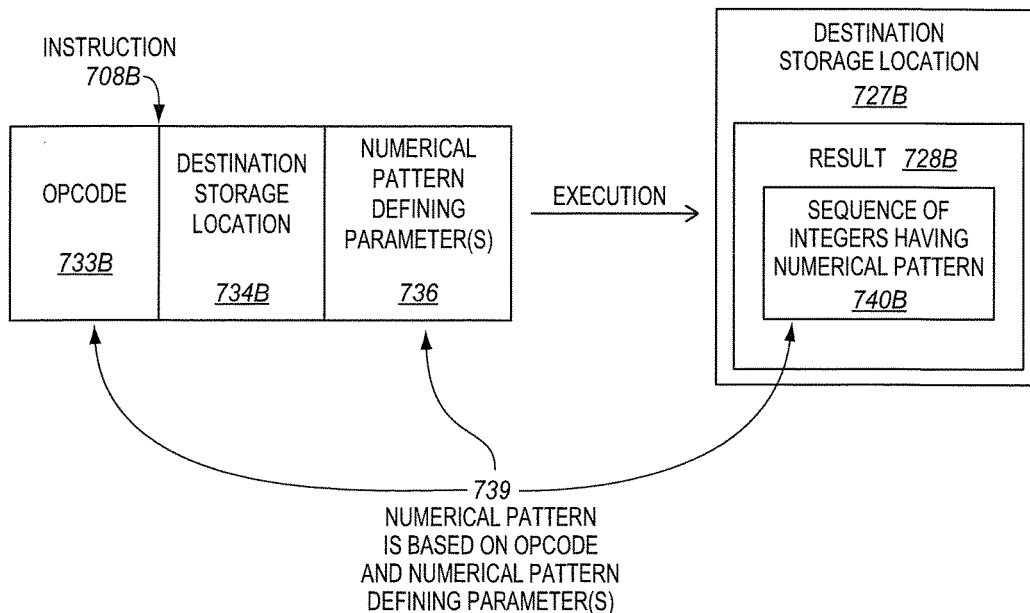 INSTRUCTION
708B
OPCODE
733B
DESTINATION
STORAGE
LOCATION
734B
NUMERICAL
PATTERN
DEFINING
PARAMETER(S)
736
EXECUTION
DESTINATION
STORAGE LOCATION
727B
RESULT 728B
SEQUENCE OF
INTEGERS HAVING
NUMERICAL PATTERN
740B
739
NUMERICAL PATTERN
IS BASED ON OPCODE
AND NUMERICAL PATTERN
DEFINING PARAMETER(S)